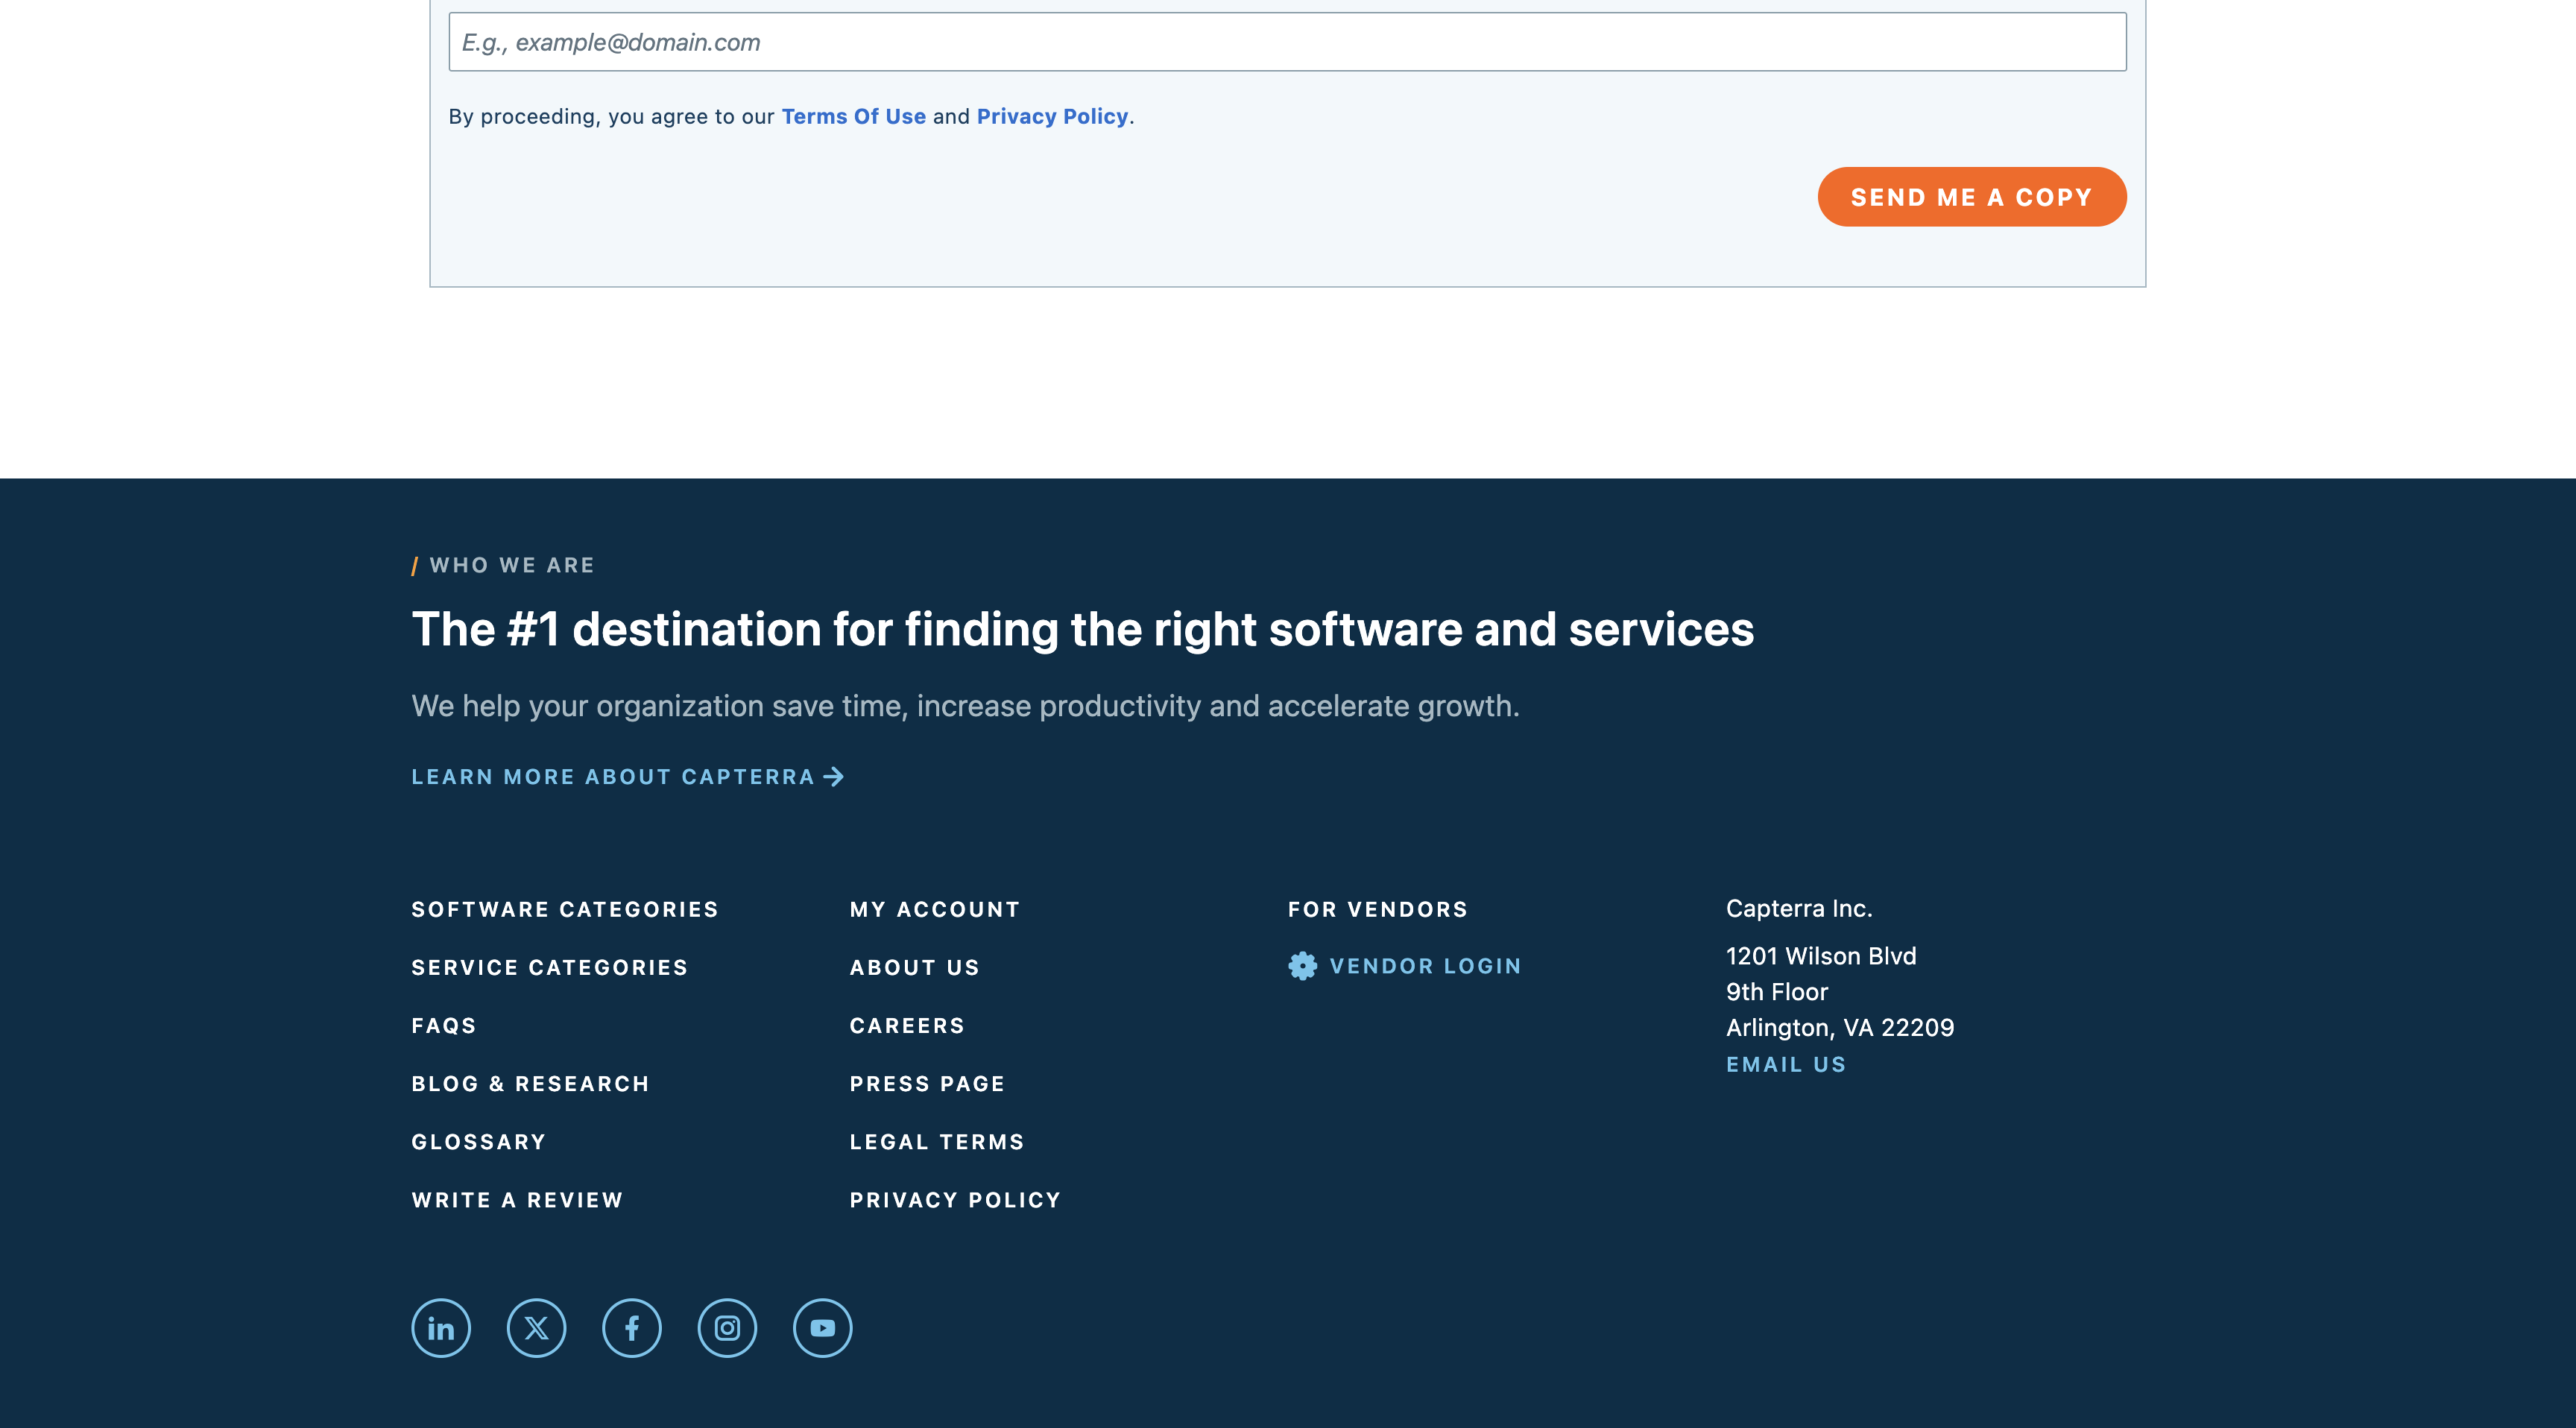 E.g., example@domain.com
By proceeding, you agree to our Terms Of Use and Privacy Policy.
SEND ME A COPY
/ WHO WE ARE
The #1 destination for finding the right software and services
We help your organization save time, increase productivity and accelerate growth.
LEARN MORE ABOUT CAPTERRA
SOFTWARE CATEGORIES
SERVICE CATEGORIES
FAQS
BLOG & RESEARCH
GLOSSARY
WRITE A REVIEW
MY ACCOUNT
ABOUT US
CAREERS
PRESS PAGE
LEGAL TERMS
PRIVACY POLICY
FOR VENDORS
VENDOR LOGIN
Capterra Inc.
1201 Wilson Blvd
9th Floor
Arlington, VA 22209
EMAIL US